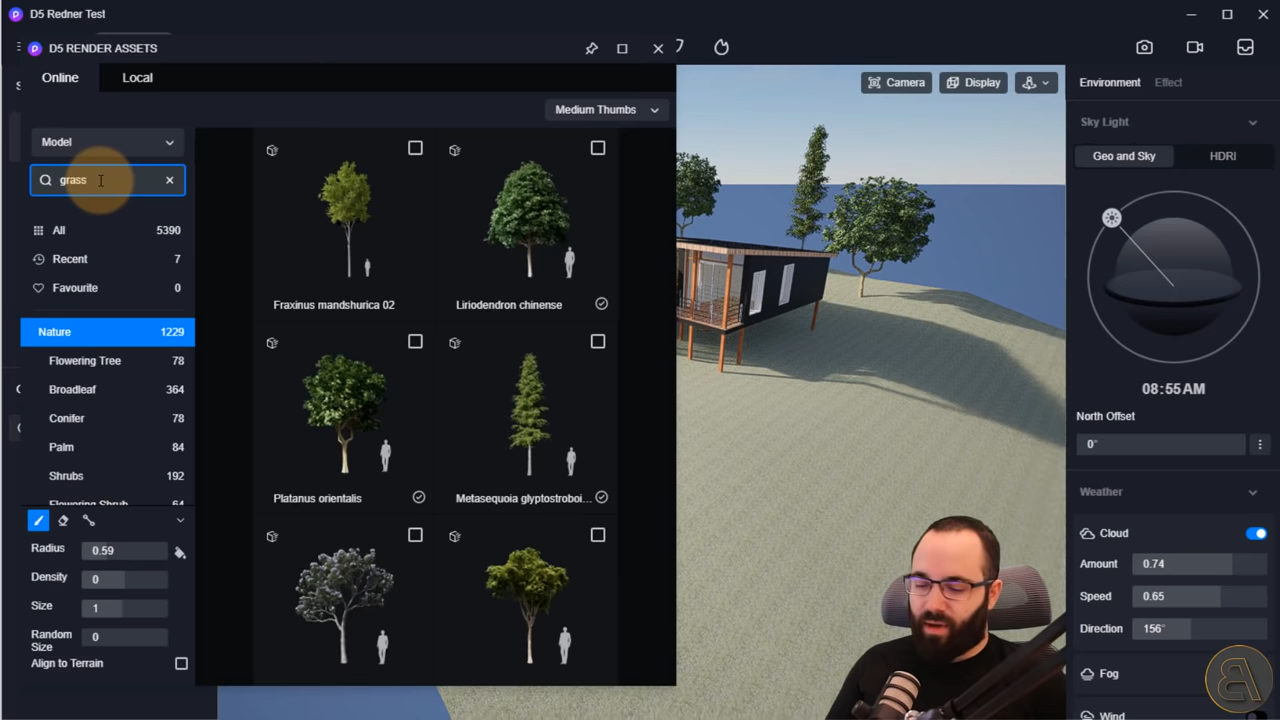 D5 Redner Test
D5 RENDER ASSETS
Online
Local
Medium Thumbs
Model
grass
All 5390
Recent 7
Favourite 0
Nature 1229
Flowering Tree 78
Broadleaf 364
Conifer 78
Palm 84
Shrubs 192
Flowering Shrub 64
Radius 0.59
Density 0
Size 1
Random Size 0
Align to Terrain
Fraxinus mandshurica 02
Liriodendron chinense
Platanus orientalis
Metasequoia glyptostroboi...
Camera
Display
Environment
Effect
Sky Light
Geo and Sky
HDRI
08:55AM
North Offset
0°
Weather
Cloud
Amount 0.74
Speed 0.65
Direction 156°
Fog
Wind